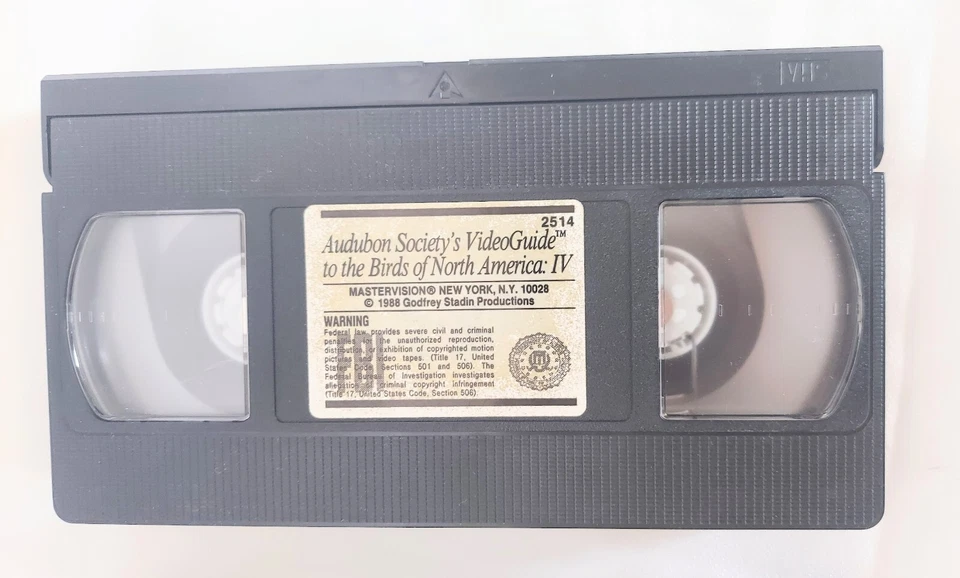 VHS
2514
Audubon Society's VideoGuide™
to the Birds of North America: IV
MASTERVISION® NEW YORK, N.Y. 10028
© 1988 Godfrey Stadin Productions
WARNING
Federal law provides severe civil and criminal
penalties for the unauthorized reproduction,
distribution, or exhibition of copyrighted motion
pictures and video tapes. (Title 17, United
States Code, Sections 501 and 506). The
Federal Bureau of Investigation investigates
allegations of criminal copyright infringement
(Title 17, United States Code, Section 506).
FBI